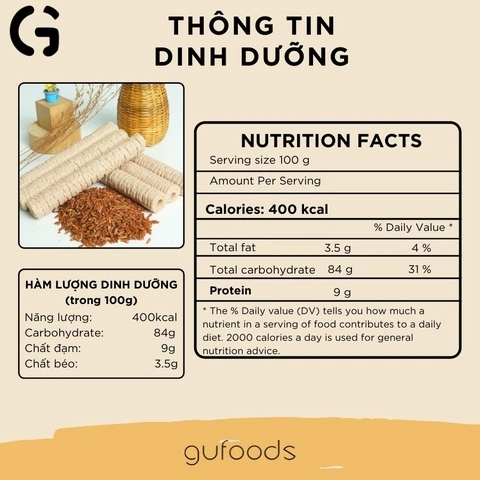 G
THÔNG TIN
DINH DƯỠNG
NUTRITION FACTS
Serving size 100 g
Amount Per Serving
Calories: 400 kcal
% Daily Value *
Total fat 3.5 g 4 %
Total carbohydrate 84 g 31 %
Protein 9 g
* The % Daily value (DV) tells you how much a
nutrient in a serving of food contributes to a daily
diet. 2000 calories a day is used for general
nutrition advice.
HÀM LƯỢNG DINH DƯỠNG
(trong 100g)
Năng lượng: 400kcal
Carbohydrate: 84g
Chất đạm: 9g
Chất béo: 3.5g
gufoods